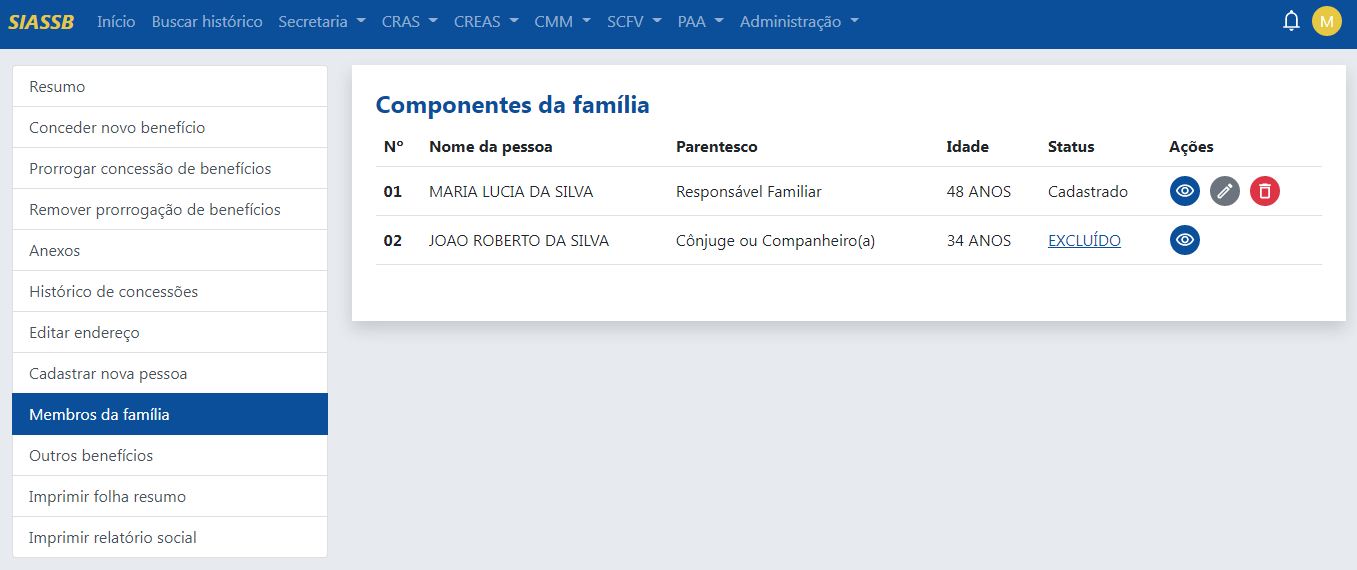 SIASSB Início Buscar histórico Secretaria CRAS CREAS CMM SCFV PAA Administração M
Resumo
Conceder novo benefício
Prorrogar concessão de benefícios
Remover prorrogação de benefícios
Anexos
Histórico de concessões
Editar endereço
Cadastrar nova pessoa
Membros da família
Outros benefícios
Imprimir folha resumo
Imprimir relatório social
Componentes da família
Nº Nome da pessoa Parentesco Idade Status Ações
01 MARIA LUCIA DA SILVA Responsável Familiar 48 ANOS Cadastrado
02 JOAO ROBERTO DA SILVA Cônjuge ou Companheiro(a) 34 ANOS EXCLUÍDO